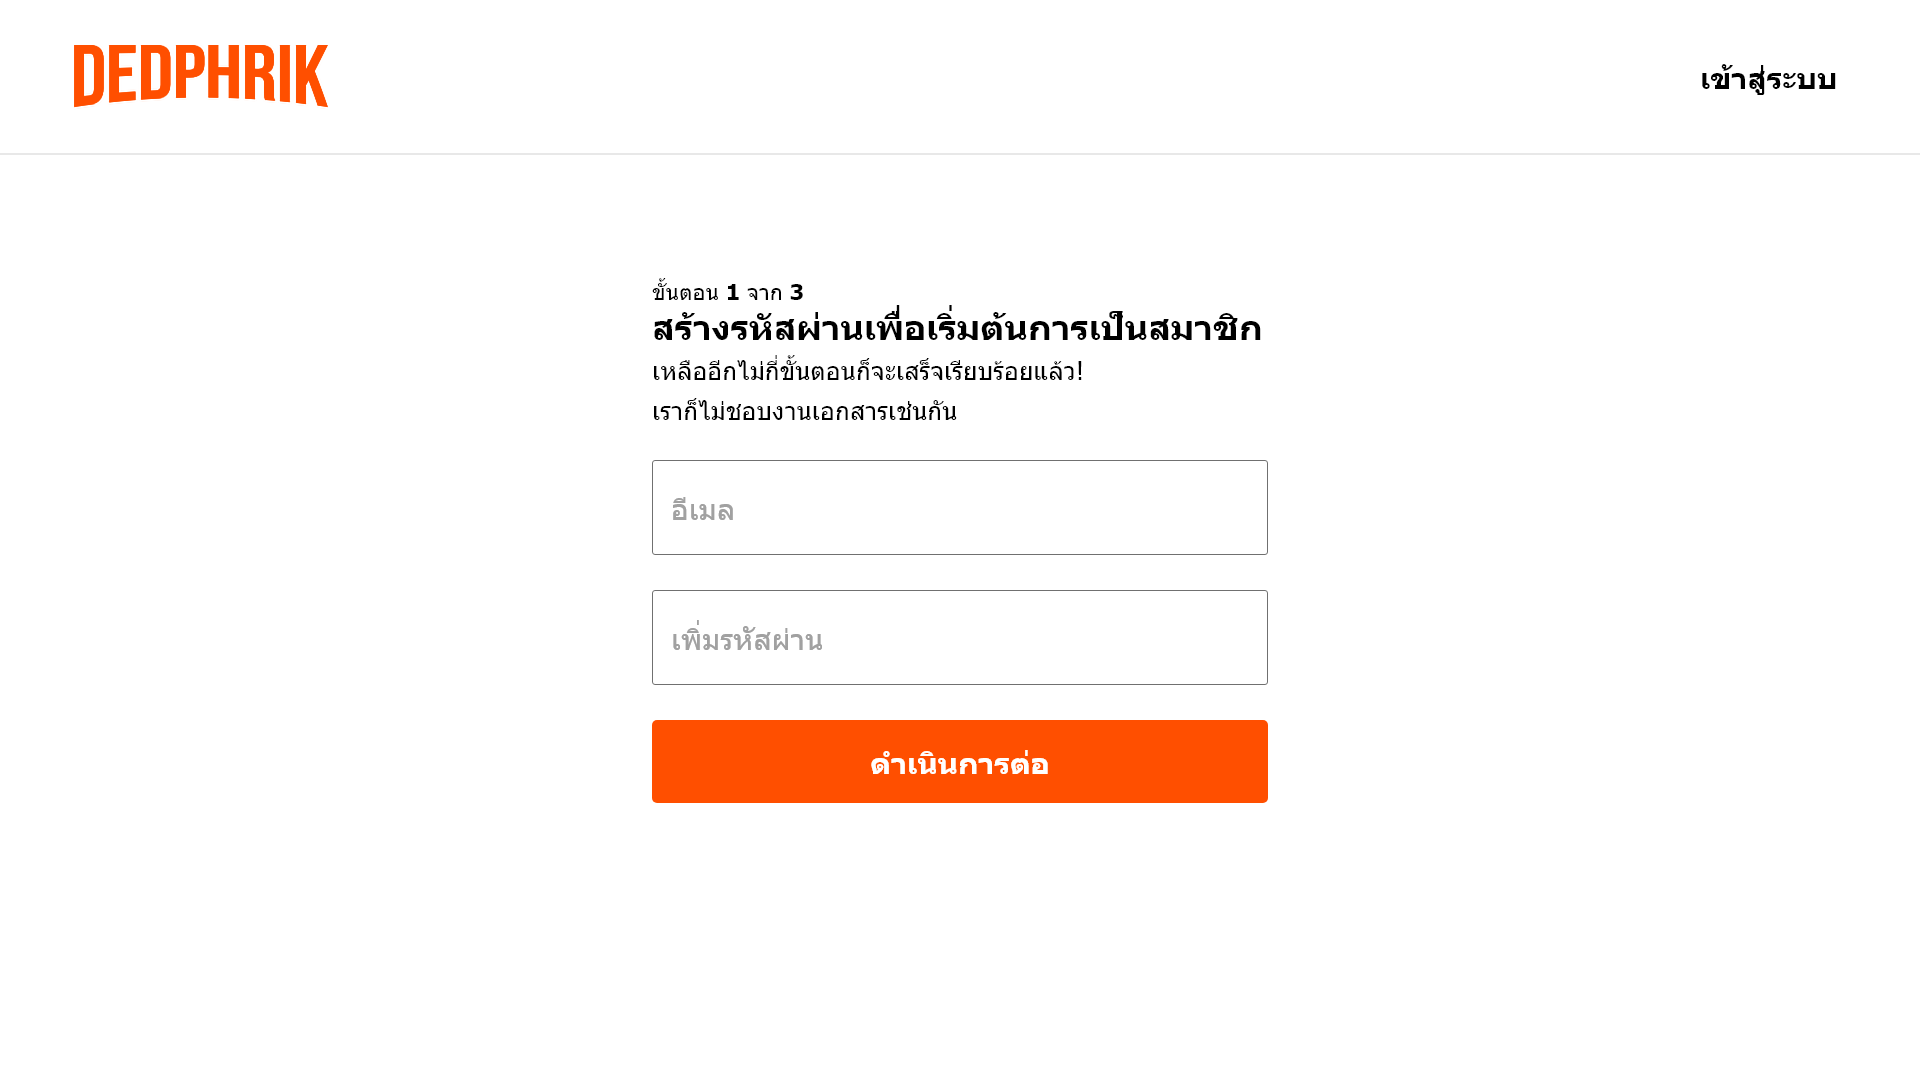 DEDPHRIK
เข้าสู่ระบบ
ขั้นตอน 1 จาก 3
สร้างรหัสผ่านเพื่อเริ่มต้นการเป็นสมาชิก
เหลืออีกไม่กี่ขั้นตอนก็จะเสร็จเรียบร้อยแล้ว!
เราก็ไม่ชอบงานเอกสารเช่นกัน
อีเมล
เพิ่มรหัสผ่าน
ดำเนินการต่อ